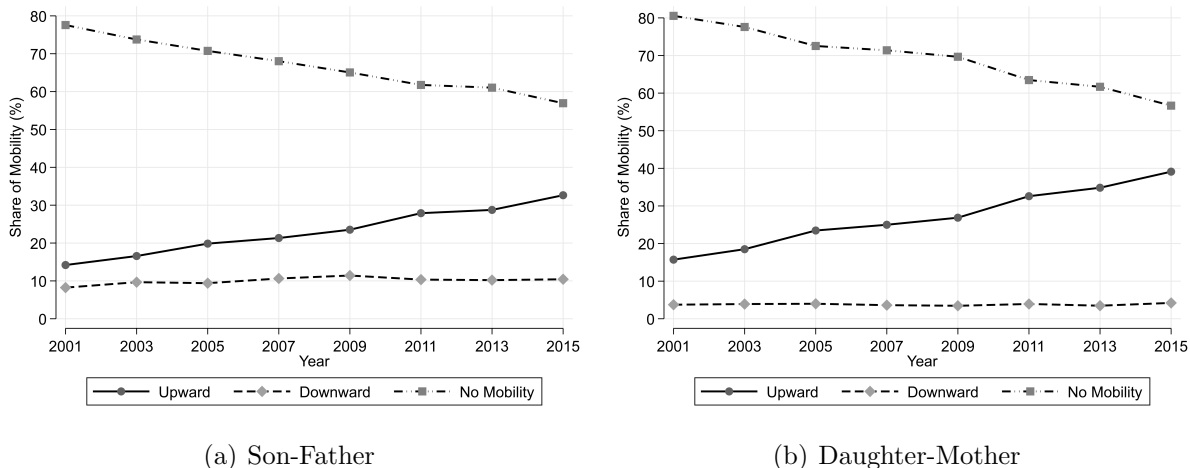 Share of Mobility (%)
80
70
60
50
40
30
20
10
0
2001 2003 2005 2007 2009 2011 2013 2015
Year
Upward Downward No Mobility
(a) Son-Father
Share of Mobility (%)
80
70
60
50
40
30
20
10
0
2001 2003 2005 2007 2009 2011 2013 2015
Year
Upward Downward No Mobility
(b) Daughter-Mother